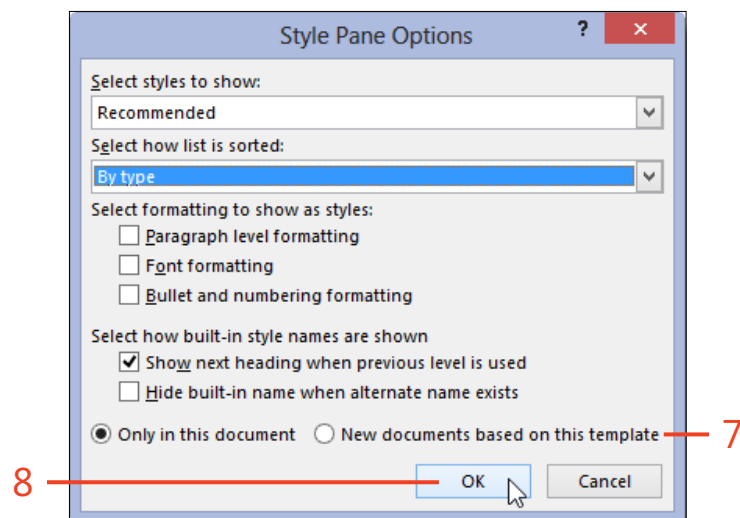 Style Pane Options ? ×
Select styles to show:
Recommended
Select how list is sorted:
By type
Select formatting to show as styles:
Paragraph level formatting
Font formatting
Bullet and numbering formatting
Select how built-in style names are shown
Show next heading when previous level is used
Hide built-in name when alternate name exists
Only in this document New documents based on this template 7
8 OK Cancel